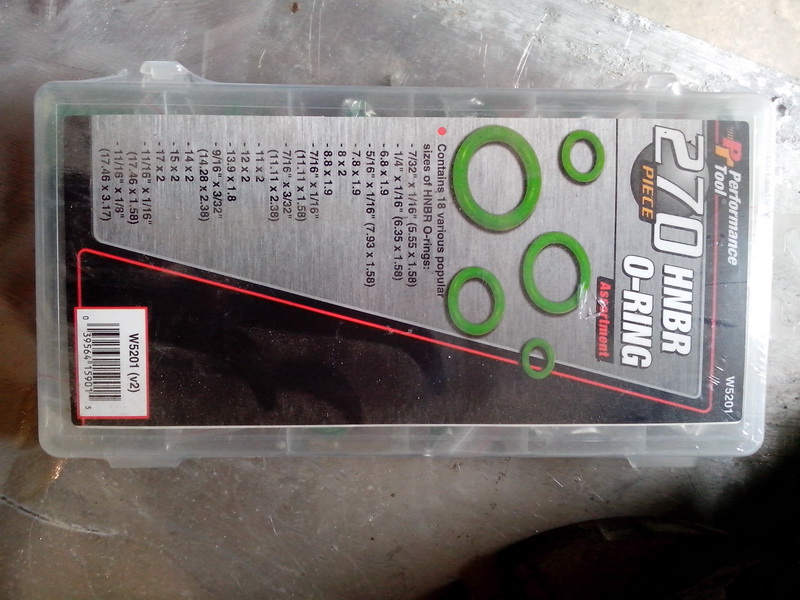 Performance
Tool®
W5201
270
PIECE
HNBR
O-RING
Assortment
Contains 18 various popular
sizes of HNBR O-rings:
- 7/32" x 1/16" (5.55 x 1.58)
- 1/4" x 1/16" (6.35 x 1.58)
- 6.8 x 1.9
- 5/16" x 1/16" (7.93 x 1.58)
- 7.8 x 1.9
- 8 x 2
- 8.8 x 1.9
- 7/16" x 1/16"
(11.11 x 1.58)
- 7/16" x 3/32"
(11.11 x 2.38)
- 11 x 2
- 12 x 2
- 13.9 x 1.8
- 9/16" x 3/32"
(14.28 x 2.38)
- 14 x 2
- 15 x 2
- 17 x 2
- 11/16" x 1/16"
(17.46 x 1.58)
- 11/16" x 1/8"
(17.46 x 3.17)
W5201 (v2)
0 39564 15901 5